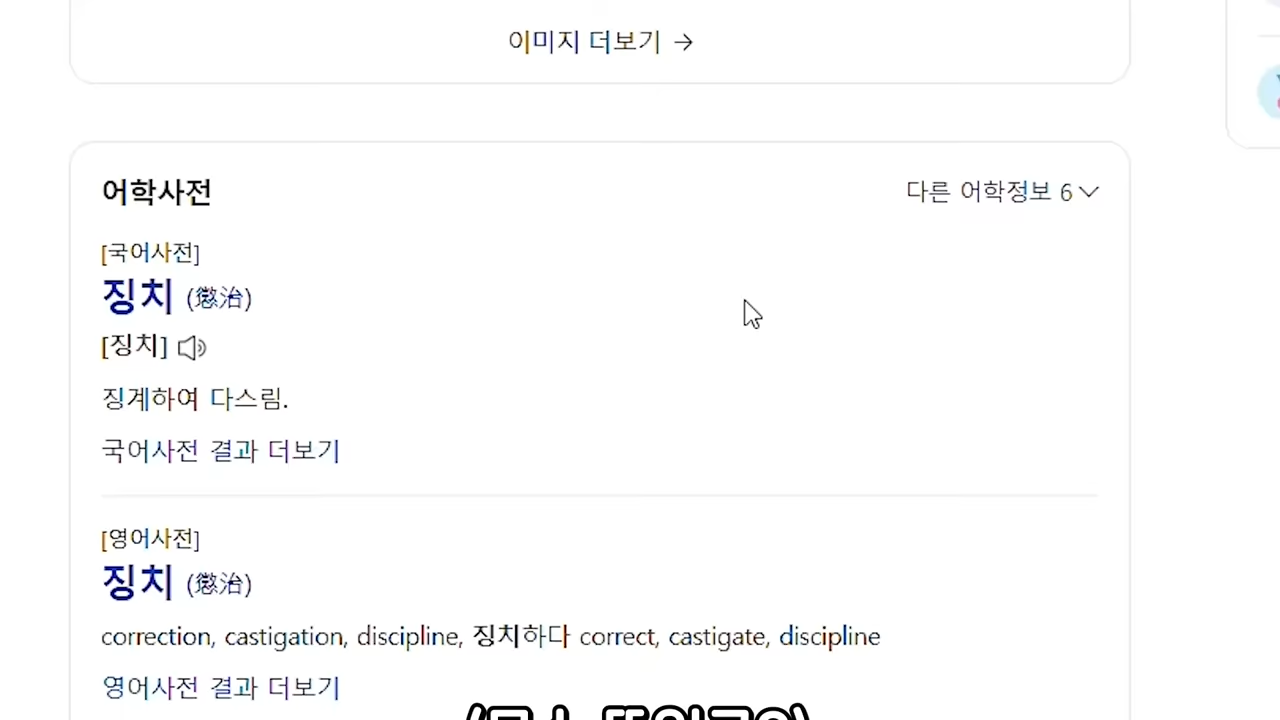 이미지 더보기 →
어학사전
다른 어학정보 6
[국어사전]
징치 (懲治)
[징치]
징계하여 다스림.
국어사전 결과 더보기
[영어사전]
징치 (懲治)
correction, castigation, discipline, 징치하다 correct, castigate, discipline
영어사전 결과 더보기